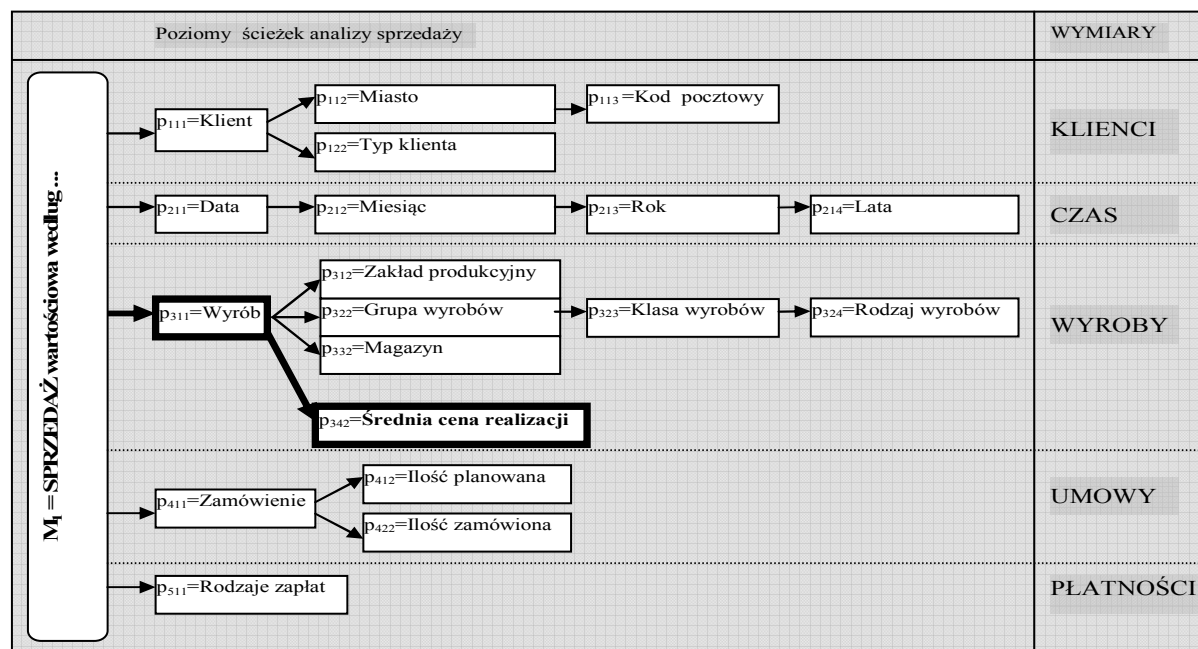 Poziomy ścieżek analizy sprzedaży
WYMIARY
M₁ = SPRZEDAŻ wartościowa według ...
p₁₁₁=Klient
p₁₁₂=Miasto
p₁₁₃=Kod pocztowy
p₁₂₂=Typ klienta
KLIENCI
p₂₁₁=Data
p₂₁₂=Miesiąc
p₂₁₃=Rok
p₂₁₄=Lata
CZAS
p₃₁₁=Wyrób
p₃₁₂=Zakład produkcyjny
p₃₂₂=Grupa wyrobów
p₃₂₃=Klasa wyrobów
p₃₂₄=Rodzaj wyrobów
p₃₃₂=Magazyn
p₃₄₂=Średnia cena realizacji
WYROBY
p₄₁₁=Zamówienie
p₄₁₂=Ilość planowana
p₄₂₂=Ilość zamówiona
UMOWY
p₅₁₁=Rodzaje zapłat
PŁATNOŚCI